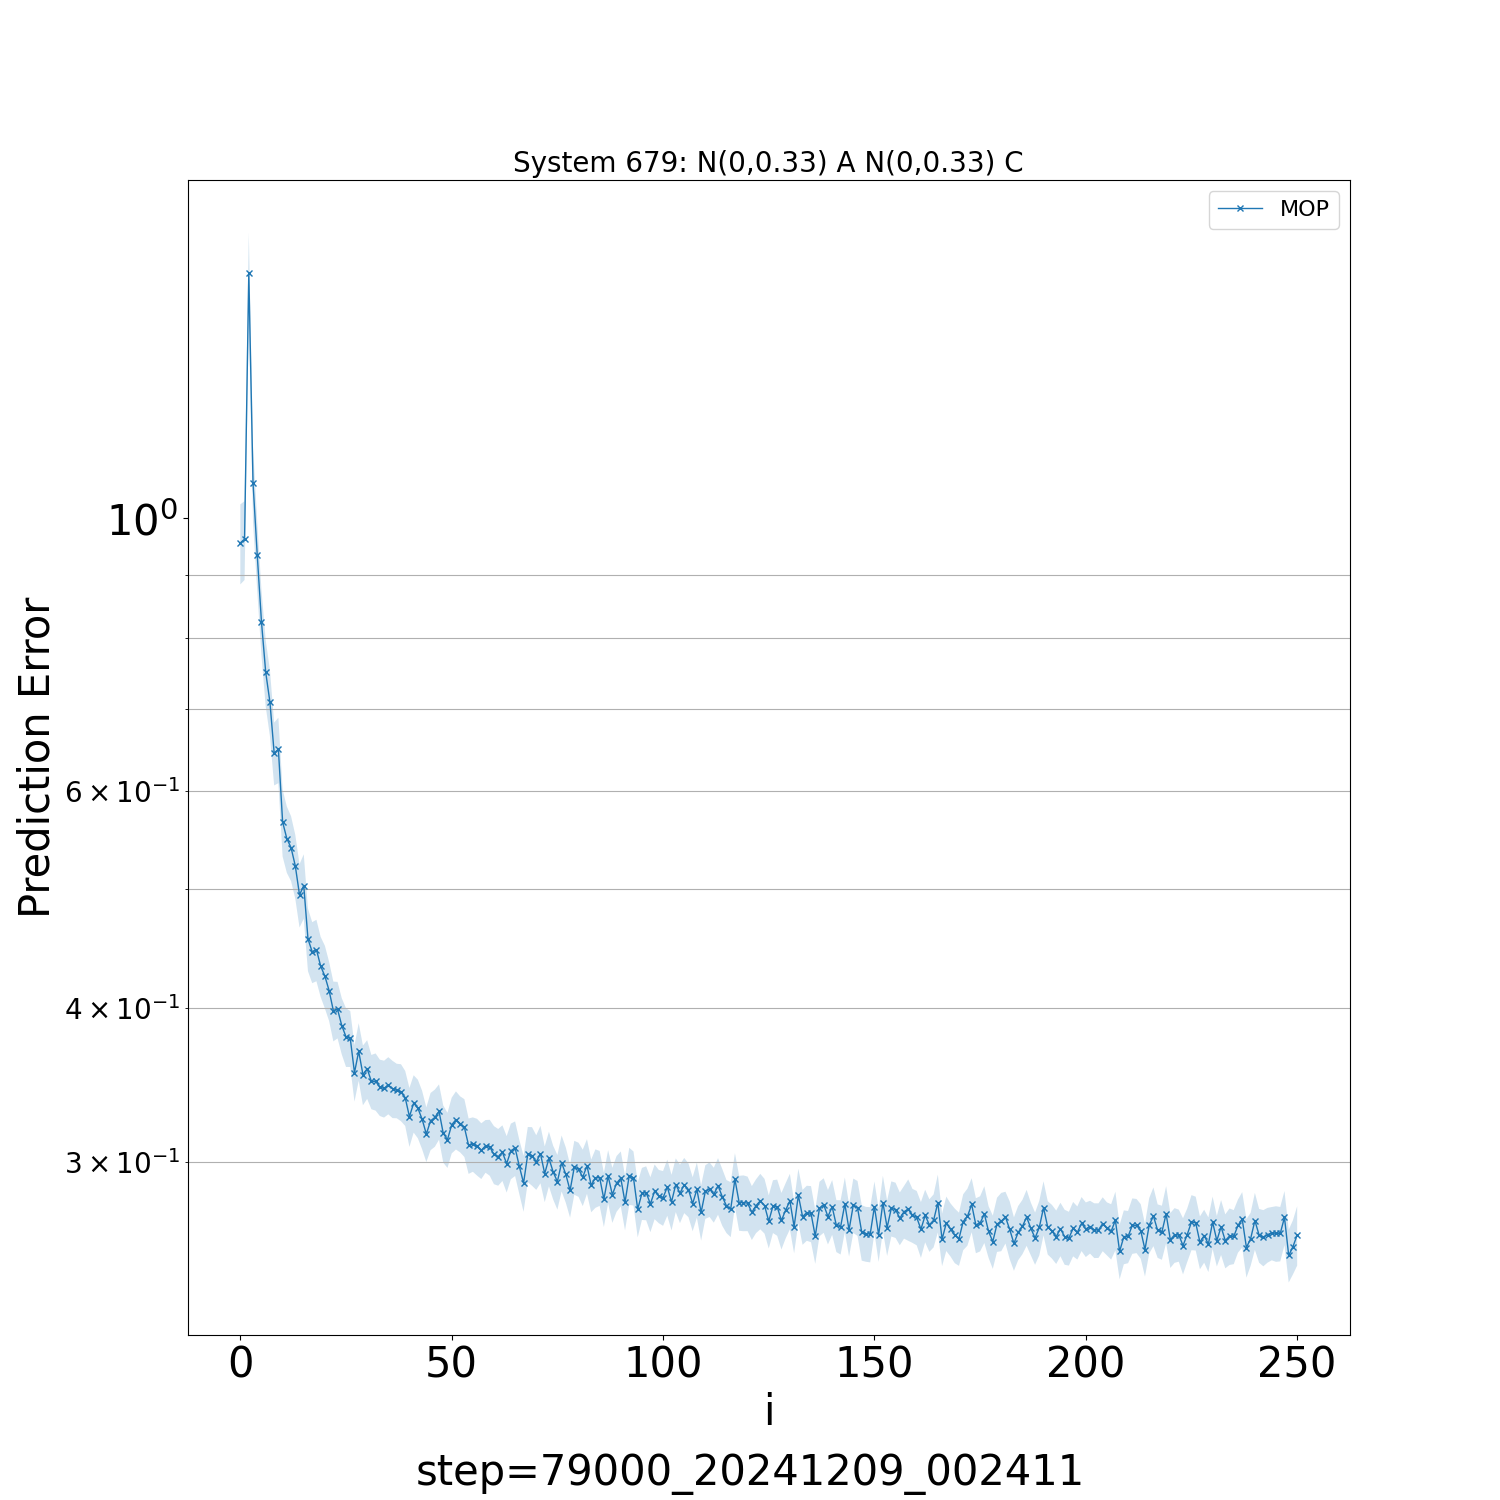 System 679: N(0,0.33) A N(0,0.33) C
MOP
10⁰
6 × 10⁻¹
4 × 10⁻¹
3 × 10⁻¹
Prediction Error
0 50 100 150 200 250
i
step=79000_20241209_002411